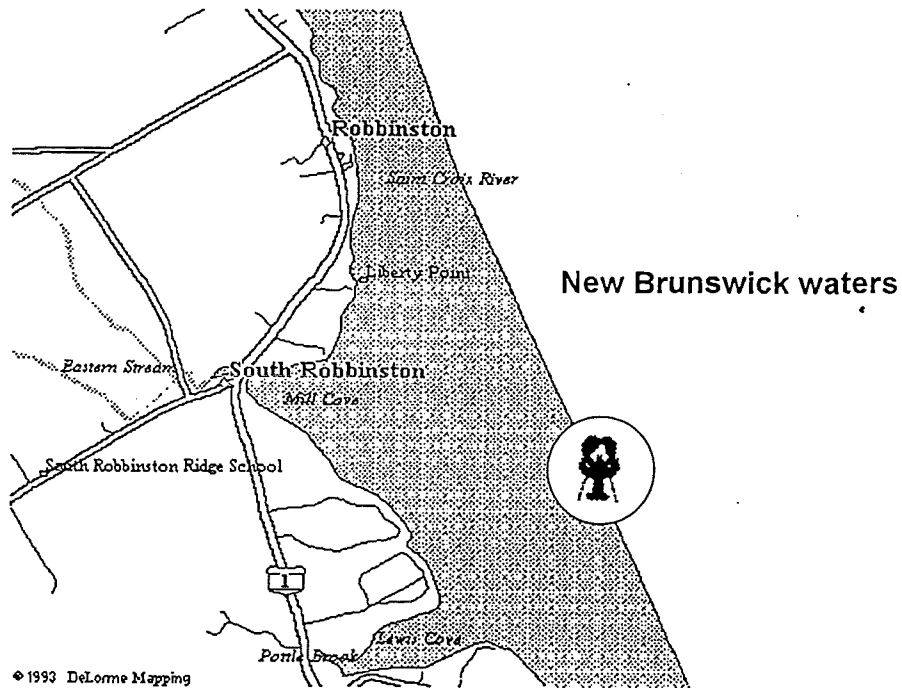 Robbinston
Saint Croix River
Liberty Point
New Brunswick waters
Eastern Stream
South Robbinston
Mill Cove
South Robbinston Ridge School
1
Lewis Cove
Pottle Brook
© 1993 DeLorme Mapping